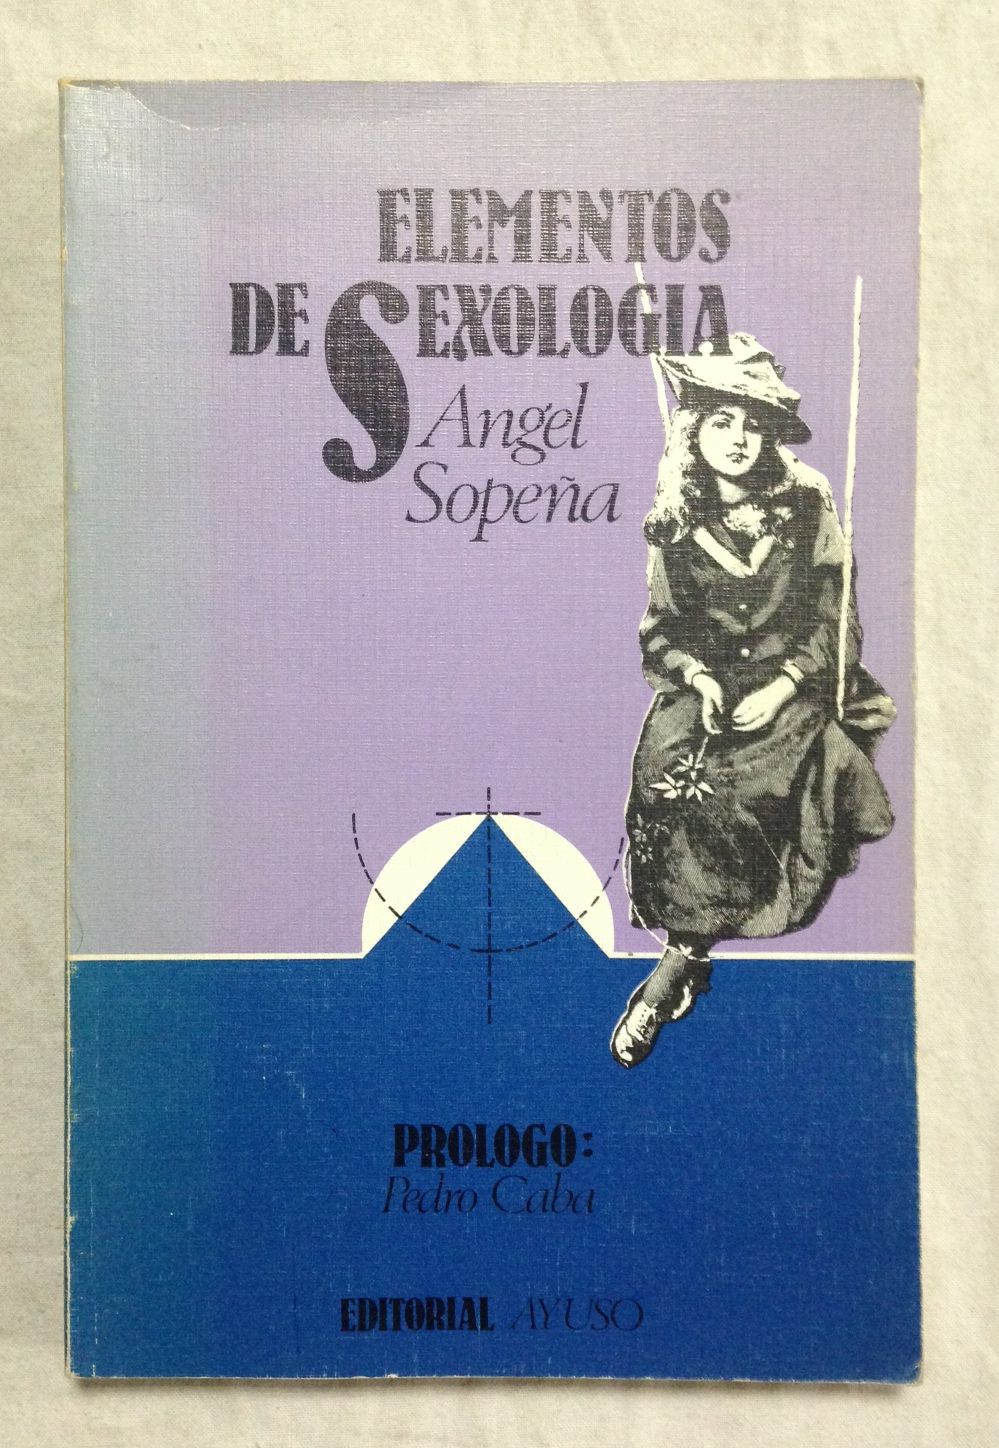 ELEMENTOS
DE SEXOLOGIA
Angel
Sopeña
PROLOGO:
Pedro Caba
EDITORIAL AYUSO